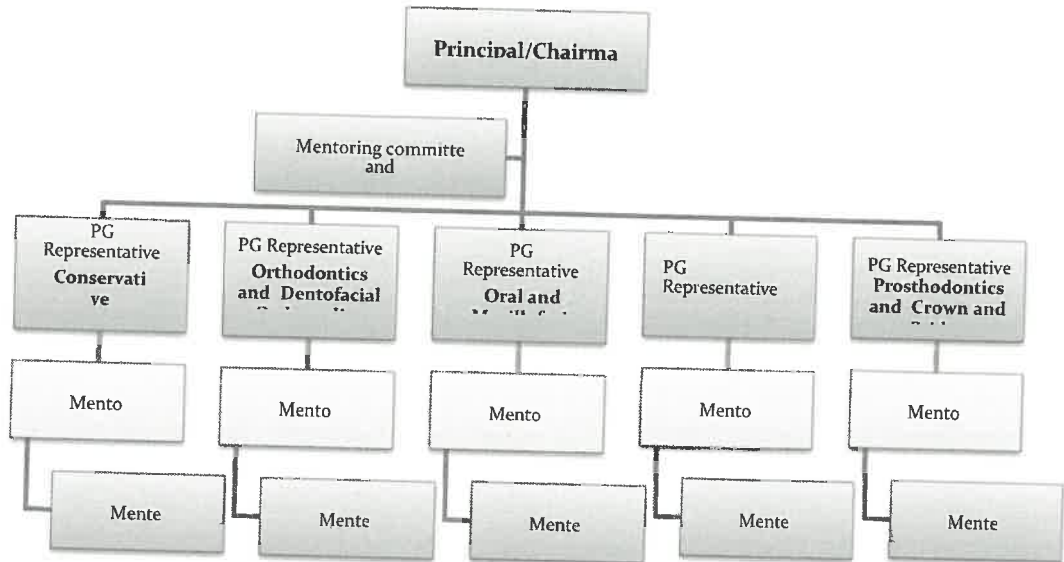 Principal/Chairma
Mentoring committe
and
PG
Representative
Conservati
ve
PG Representative
Orthodontics
and Dentofacial
PG
Representative
Oral and
PG
Representative
PG Representative
Prosthodontics
and Crown and
Mento
Mento
Mento
Mento
Mento
Mente
Mente
Mente
Mente
Mente